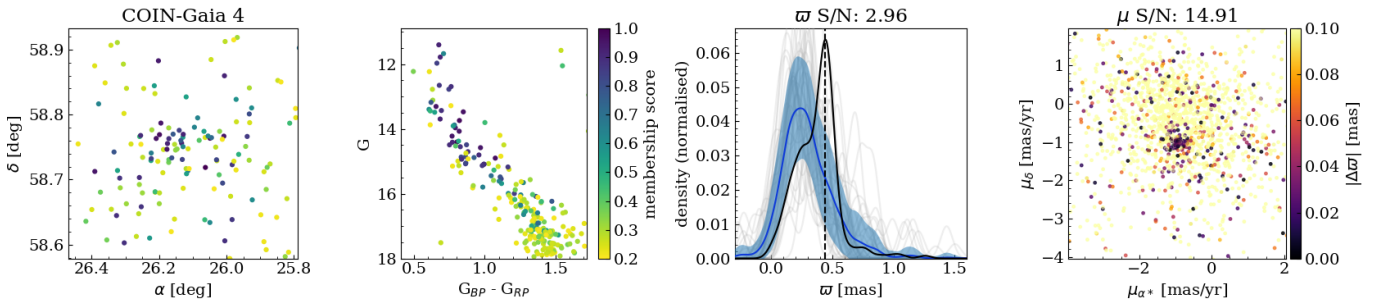 COIN-Gaia 4
58.9
58.8
58.7
58.6
δ [deg]
26.4 26.2 26.0 25.8
α [deg]
12
14
16
18
G
0.5 1.0 1.5
G_BP - G_RP
1.0
0.9
0.8
0.7
0.6
0.5
0.4
0.3
0.2
membership score
ϖ S/N: 2.96
0.06
0.05
0.04
0.03
0.02
0.01
0.00
density (normalised)
0.0 0.5 1.0 1.5
ϖ [mas]
μ S/N: 14.91
1
0
−1
−2
−3
−4
μ_δ [mas/yr]
−2 0 2
μ_α* [mas/yr]
0.10
0.08
0.06
0.04
0.02
0.00
|Δϖ| [mas]